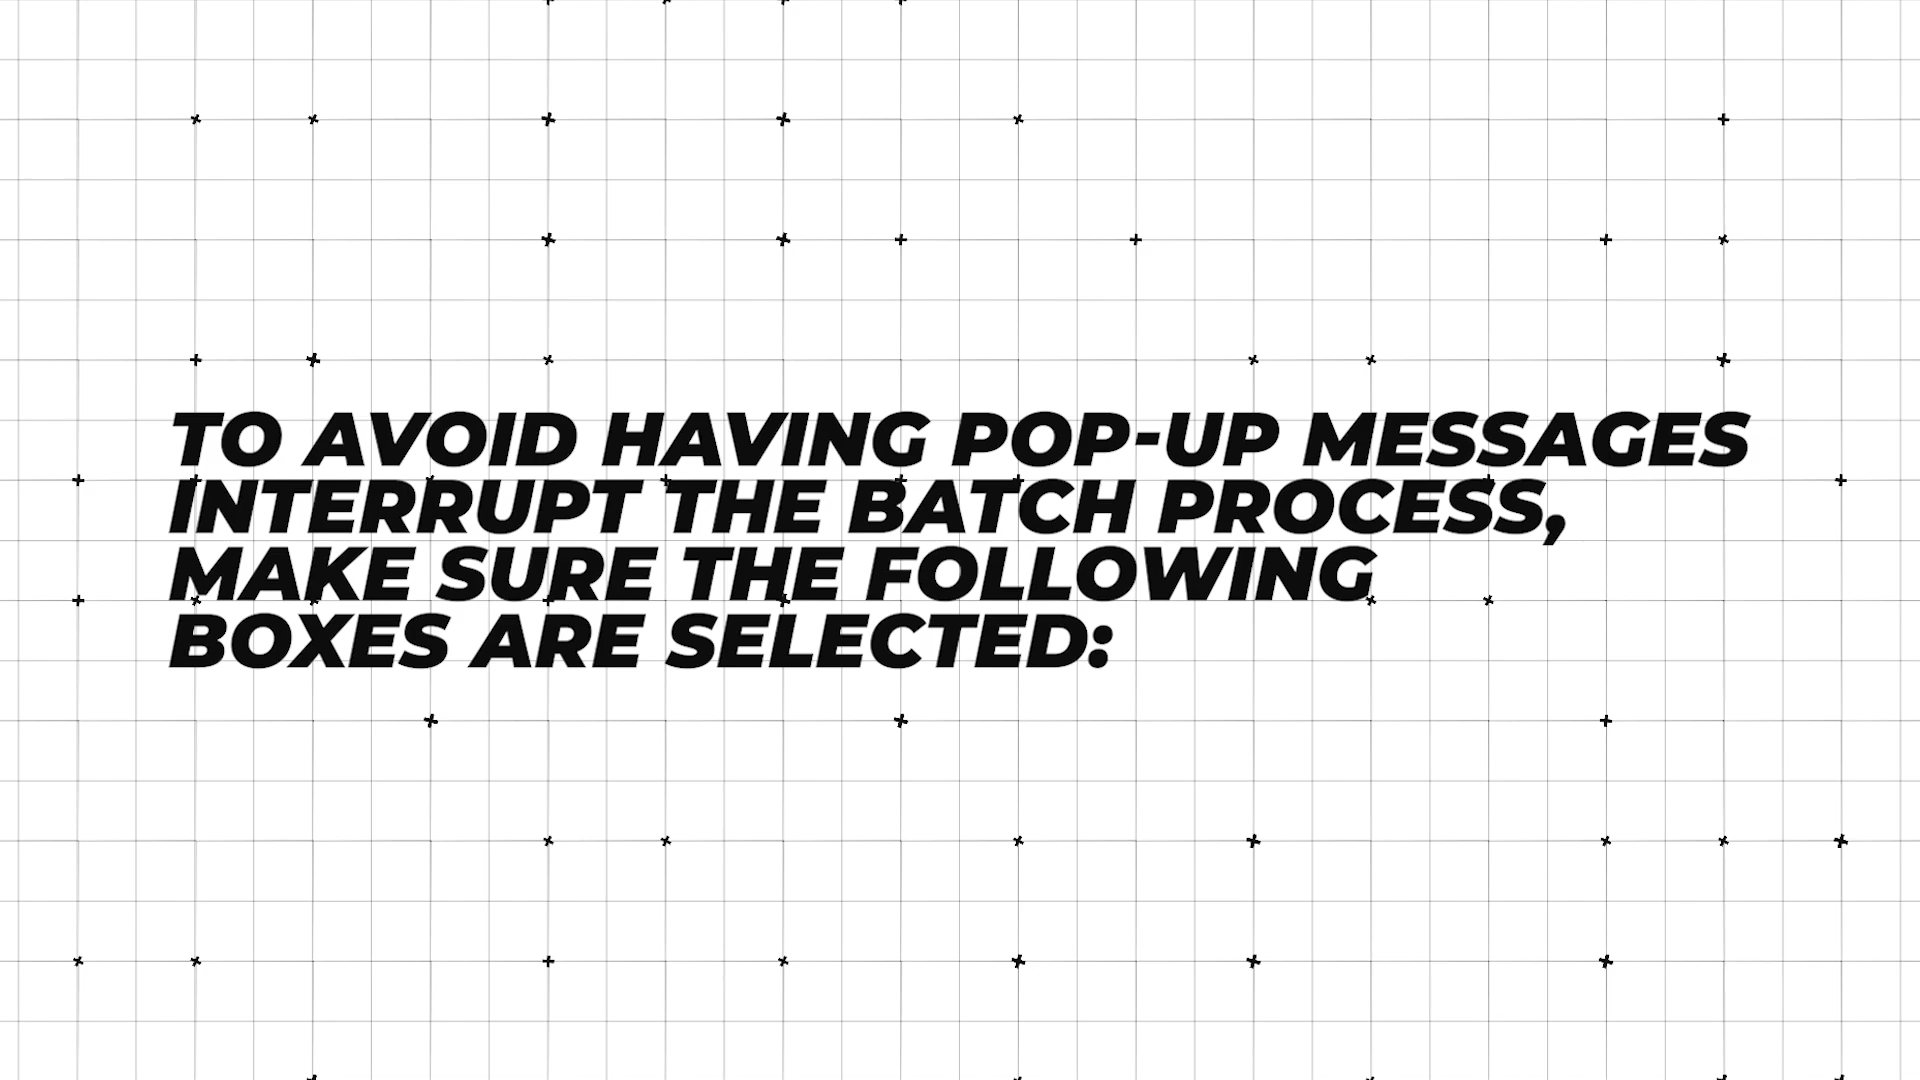 TO AVOID HAVING POP-UP MESSAGES
INTERRUPT THE BATCH PROCESS,
MAKE SURE THE FOLLOWING
BOXES ARE SELECTED: